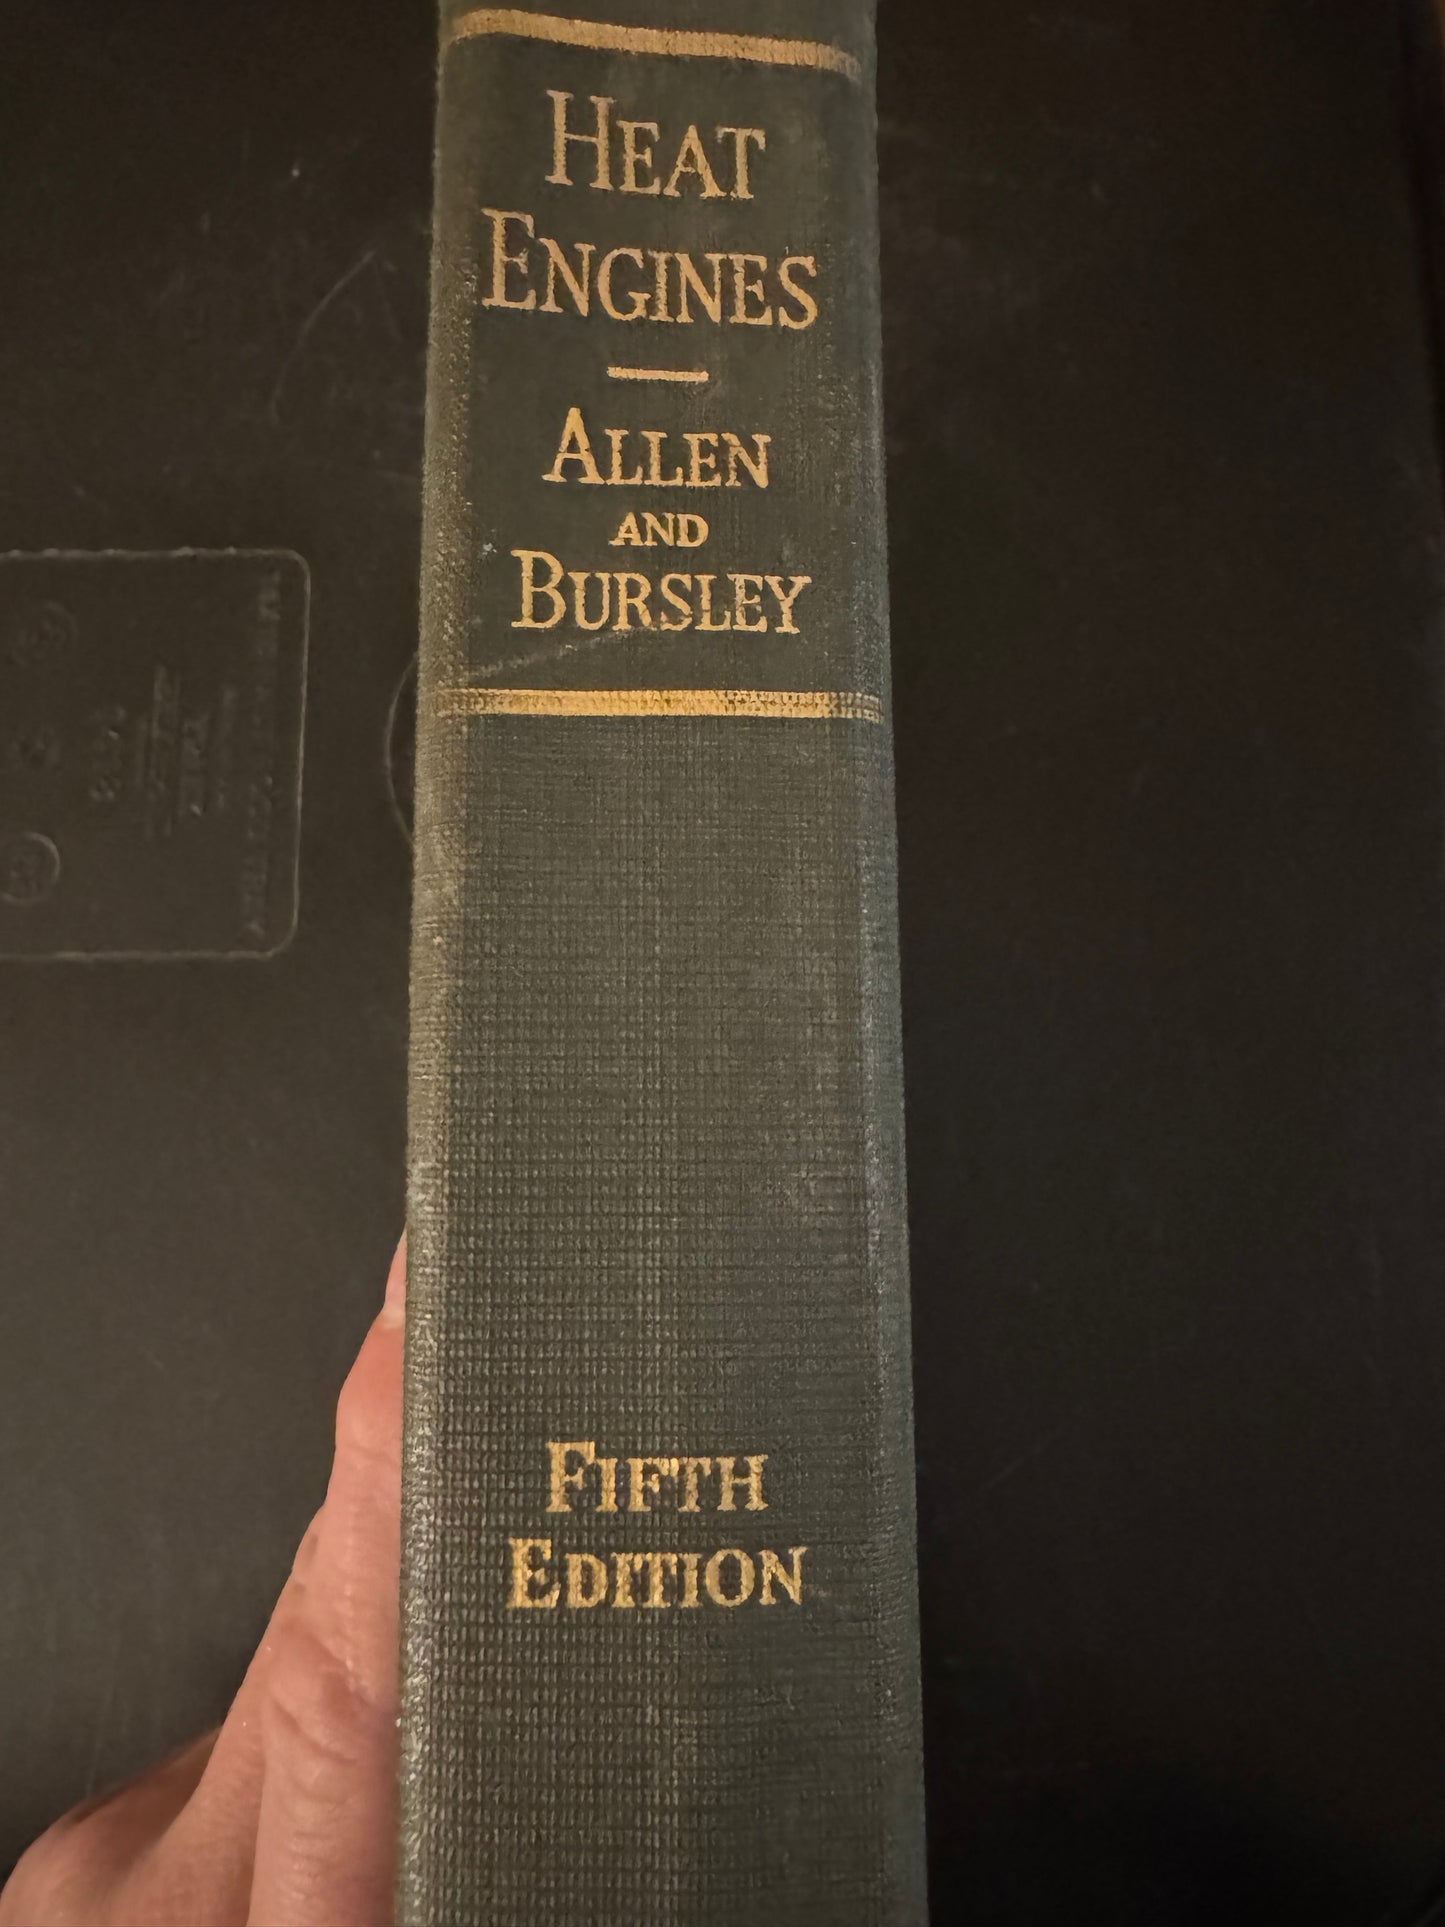 HEAT
ENGINES
ALLEN
AND
BURSLEY
FIFTH
EDITION